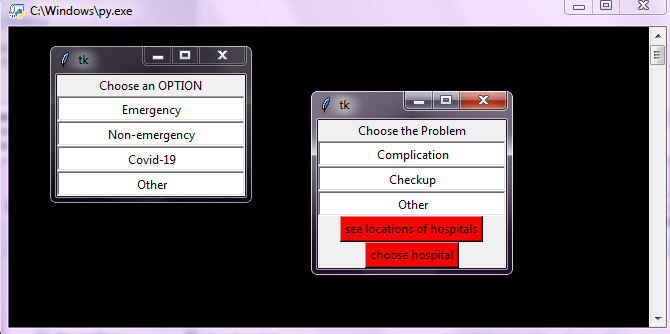 C:\Windows\py.exe
tk
Choose an OPTION
Emergency
Non-emergency
Covid-19
Other
tk
Choose the Problem
Complication
Checkup
Other
see locations of hospitals
choose hospital